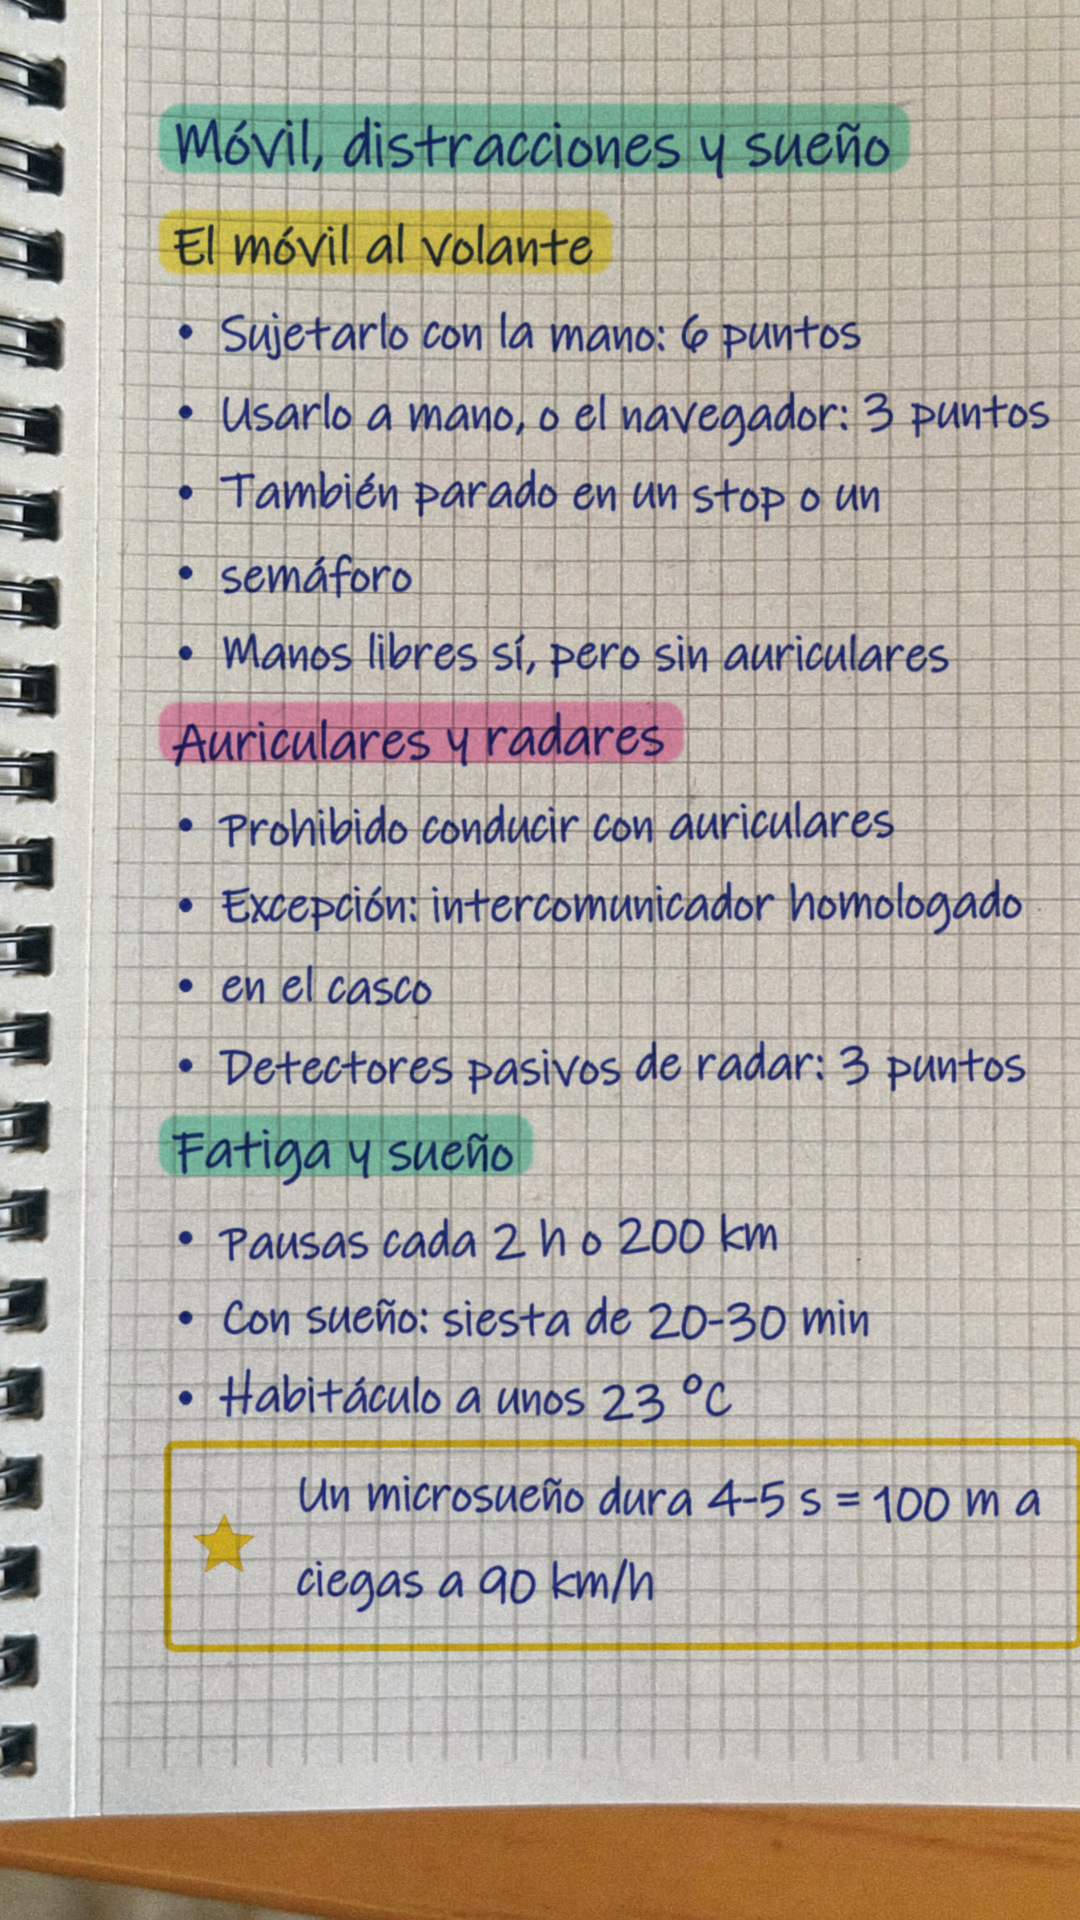 Móvil, distracciones y sueño
El móvil al volante
• Sujetarlo con la mano: 6 puntos
• Usarlo a mano, o el navegador: 3 puntos
• También parado en un stop o un
• semáforo
• Manos libres sí, pero sin auriculares
Auriculares y radares
• Prohibido conducir con auriculares
• Excepción: intercomunicador homologado
• en el casco
• Detectores pasivos de radar: 3 puntos
Fatiga y sueño
• Pausas cada 2 h o 200 km
• Con sueño: siesta de 20-30 min
• Habitáculo a unos 23 °C
Un microsueño dura 4-5 s = 100 m a
ciegas a 90 km/h